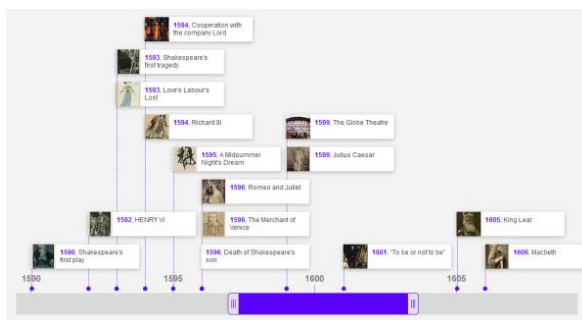 1594, Cooperation with
the company Lord
1593, Shakespeare's
first tragedy
1593, Love's Labour's
Lost
1594, Richard III
1599, The Globe Theatre
1595, A Midsummer
Night's Dream
1599, Julius Caesar
1596, Romeo and Juliet
1592, HENRY VI
1596, The Merchant of
Venice
1605, King Lear
1590, Shakespeare's
first play
1596, Death of Shakespeare's
son
1601, "To be or not to be"
1606, Macbeth
1590
1595
1600
1605